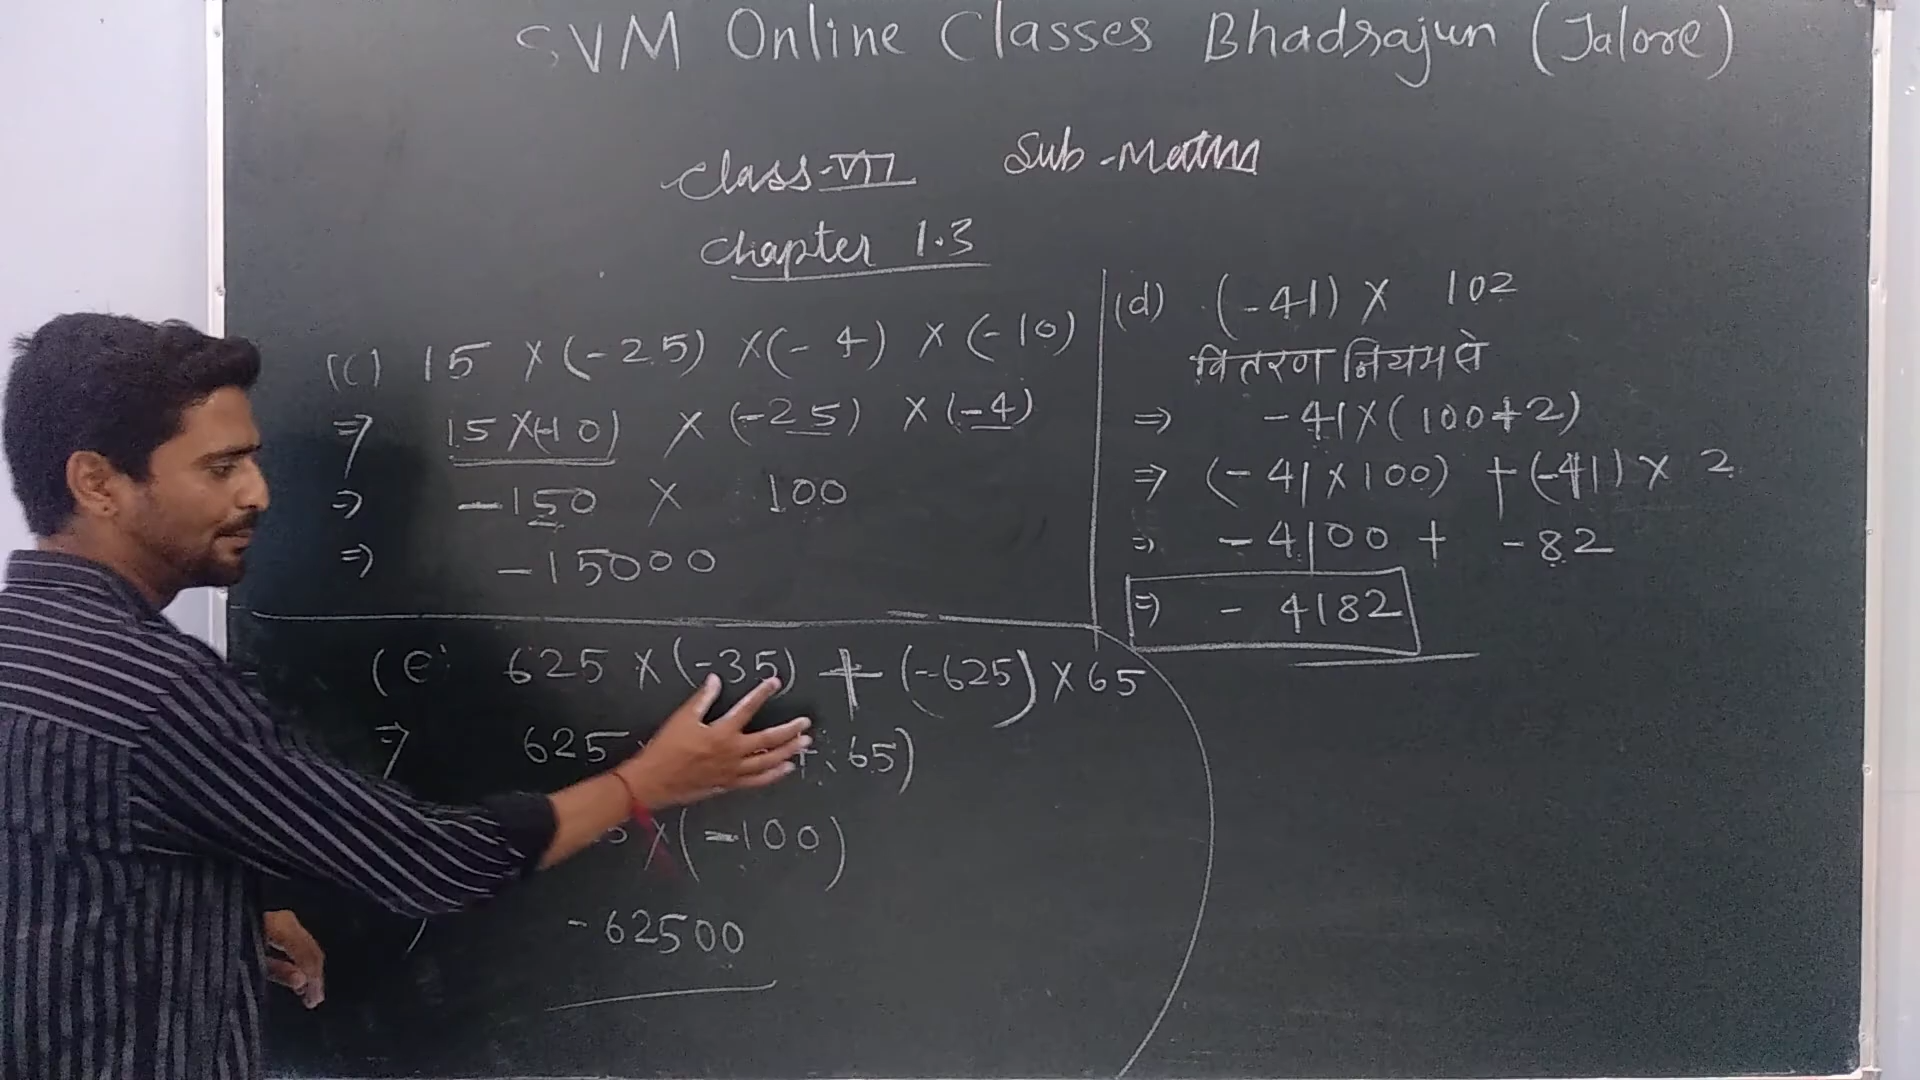 SVM Online Classes Bhadrajun (Jalore)
Class-VII Sub-Maths
Chapter 1.3
(c) 15 × (-25) × (-4) × (-10)
⇒ 15×(-10) × (-25) × (-4)
⇒ -150 × 100
⇒ -15000
(d) (-41) × 102
वितरण नियम से
⇒ -41×(100+2)
⇒ (-41×100) + (-41) × 2
⇒ -4100 + -82
⇒ - 4182
(e) 625 × (-35) + (-625) × 65
⇒ 625 65)
×(-100)
-62500